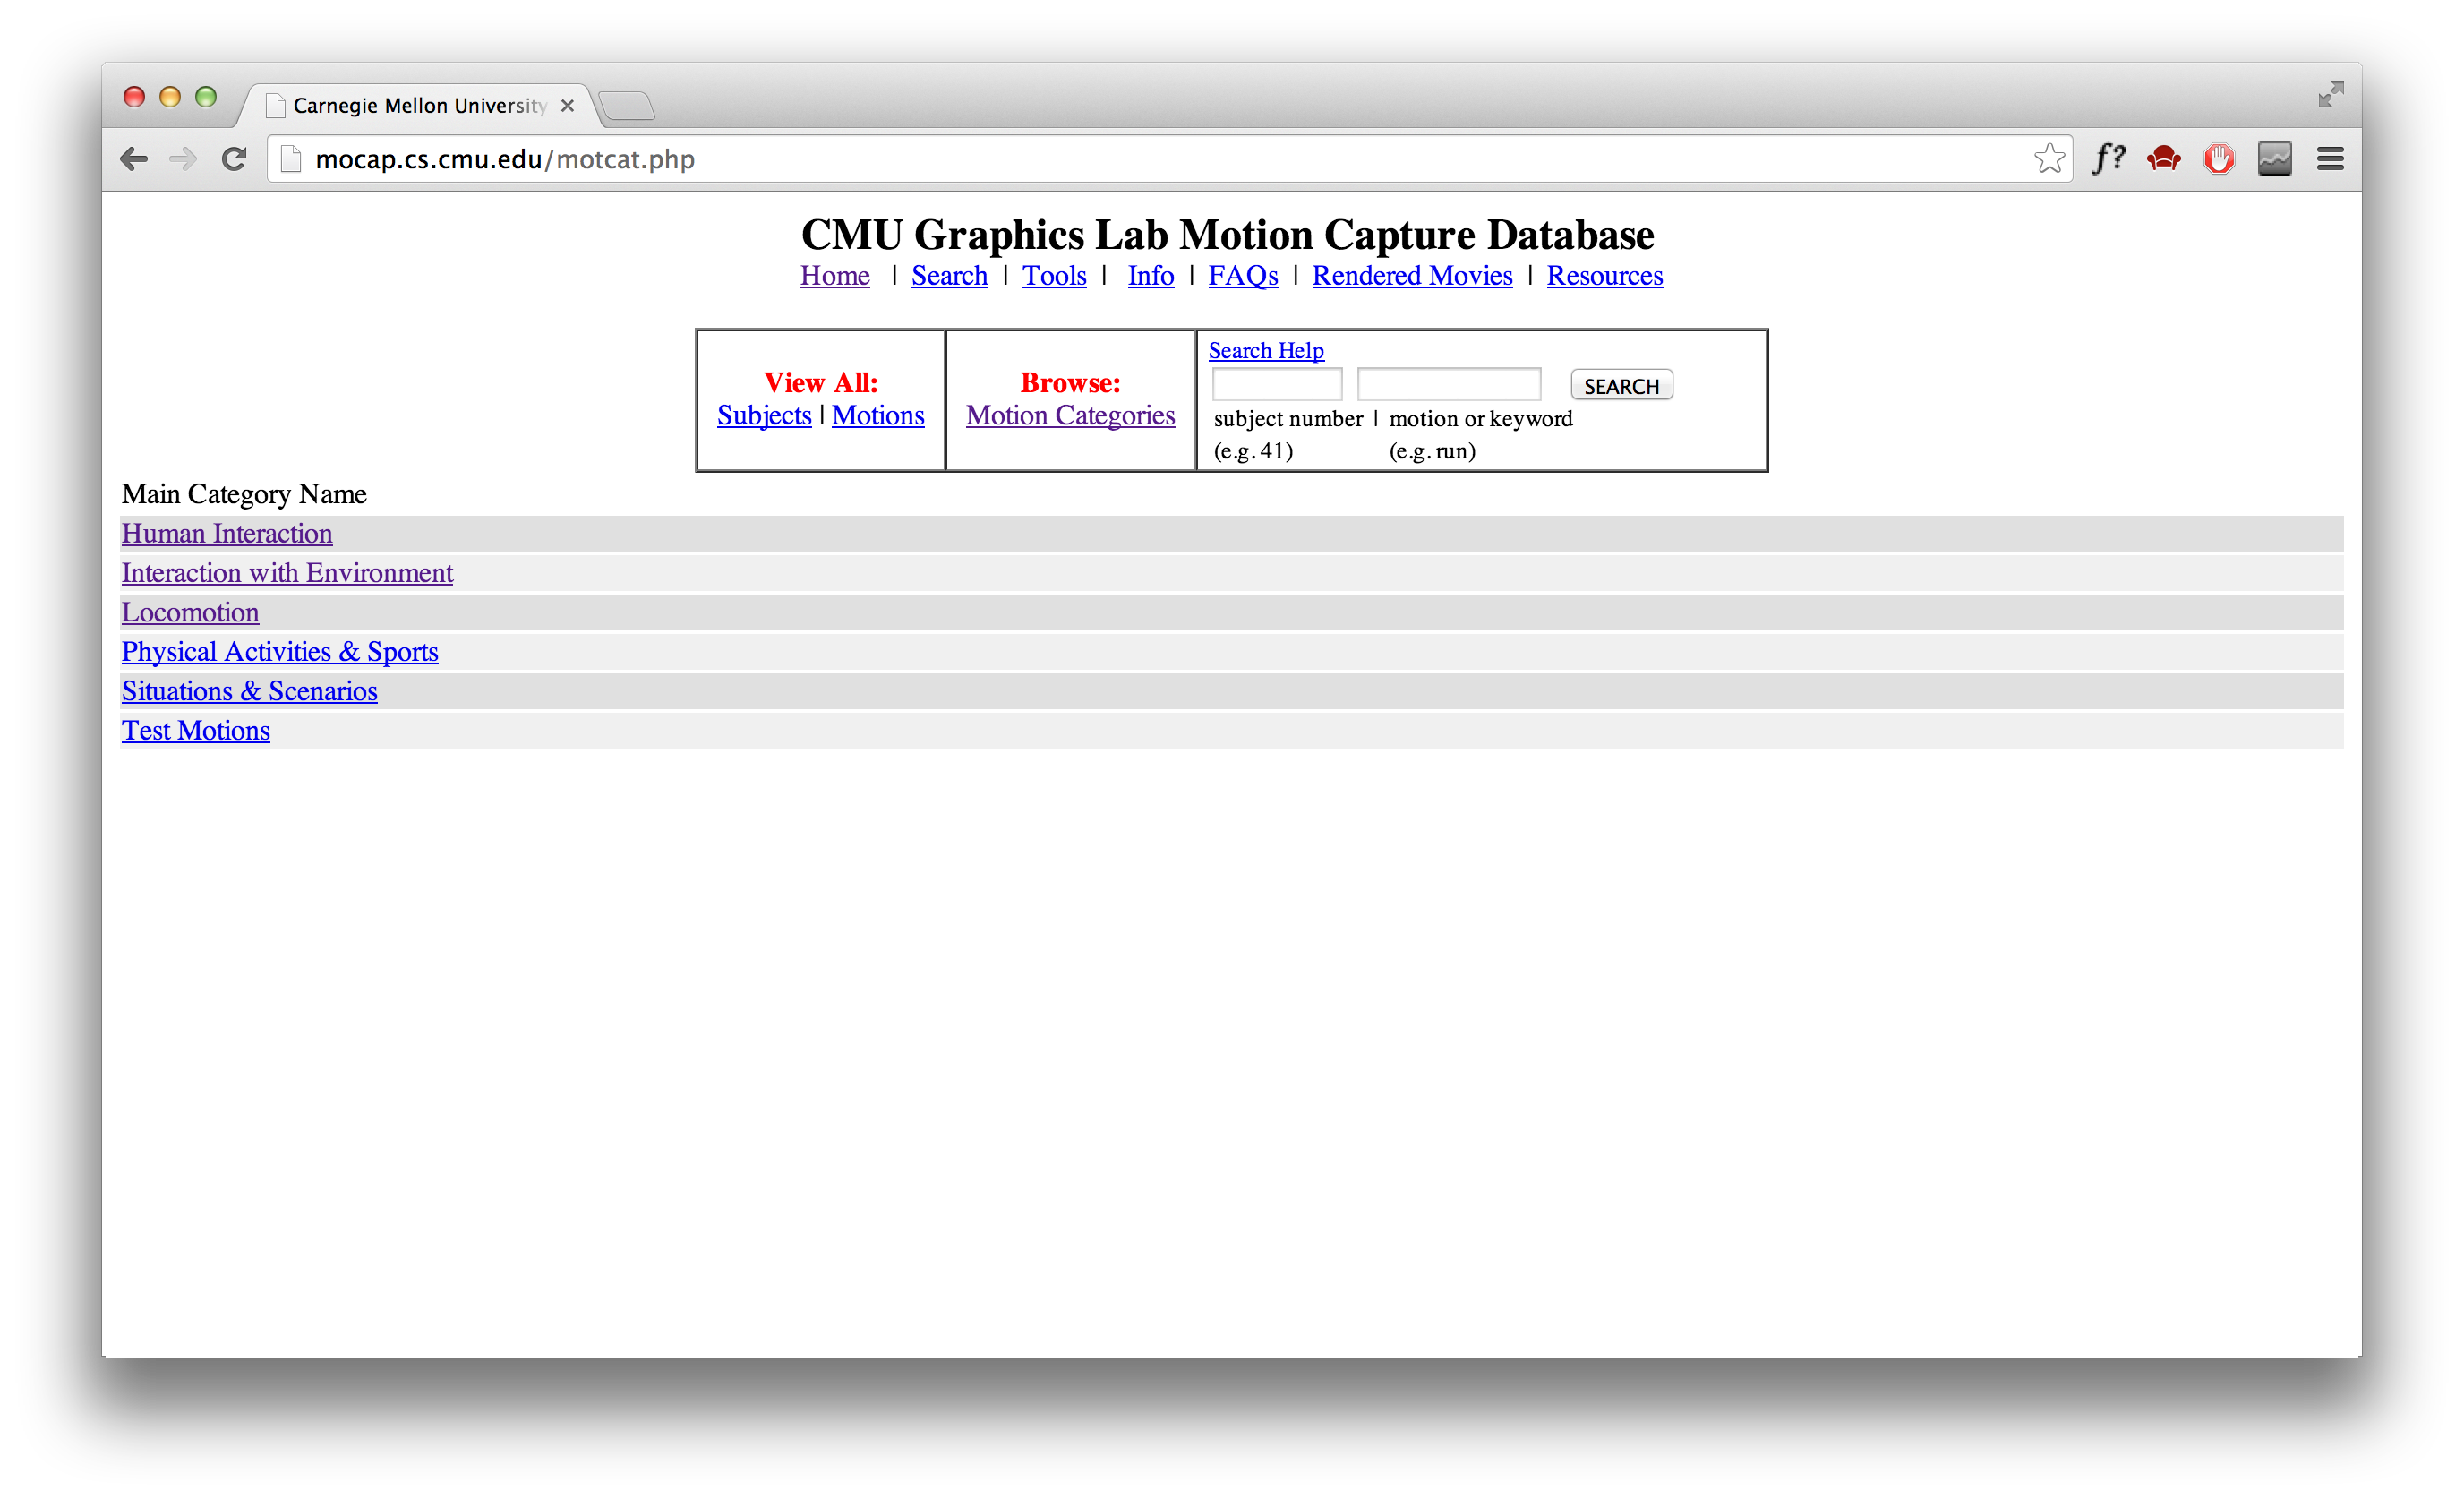 Carnegie Mellon University
mocap.cs.cmu.edu/motcat.php
f?
CMU Graphics Lab Motion Capture Database
Home | Search | Tools | Info | FAQs | Rendered Movies | Resources
View All:
Subjects | Motions
Browse:
Motion Categories
Search Help
SEARCH
subject number | motion or keyword
(e.g. 41) (e.g. run)
Main Category Name
Human Interaction
Interaction with Environment
Locomotion
Physical Activities & Sports
Situations & Scenarios
Test Motions